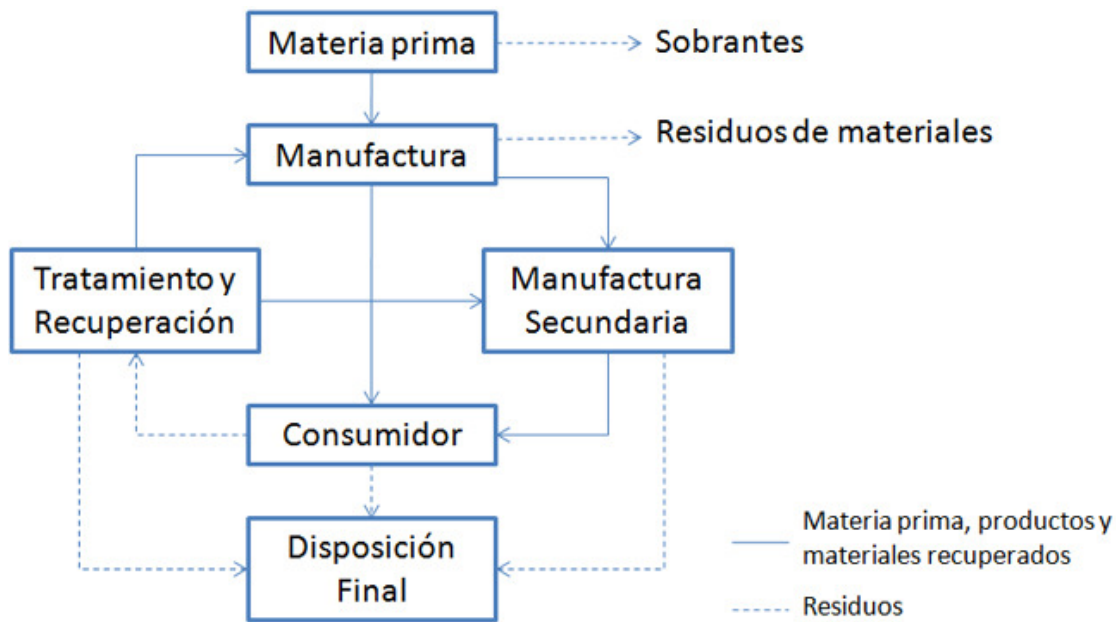 Materia prima
Sobrantes
Manufactura
Residuos de materiales
Tratamiento y
Recuperación
Manufactura
Secundaria
Consumidor
Disposición
Final
Materia prima, productos y
materiales recuperados
Residuos